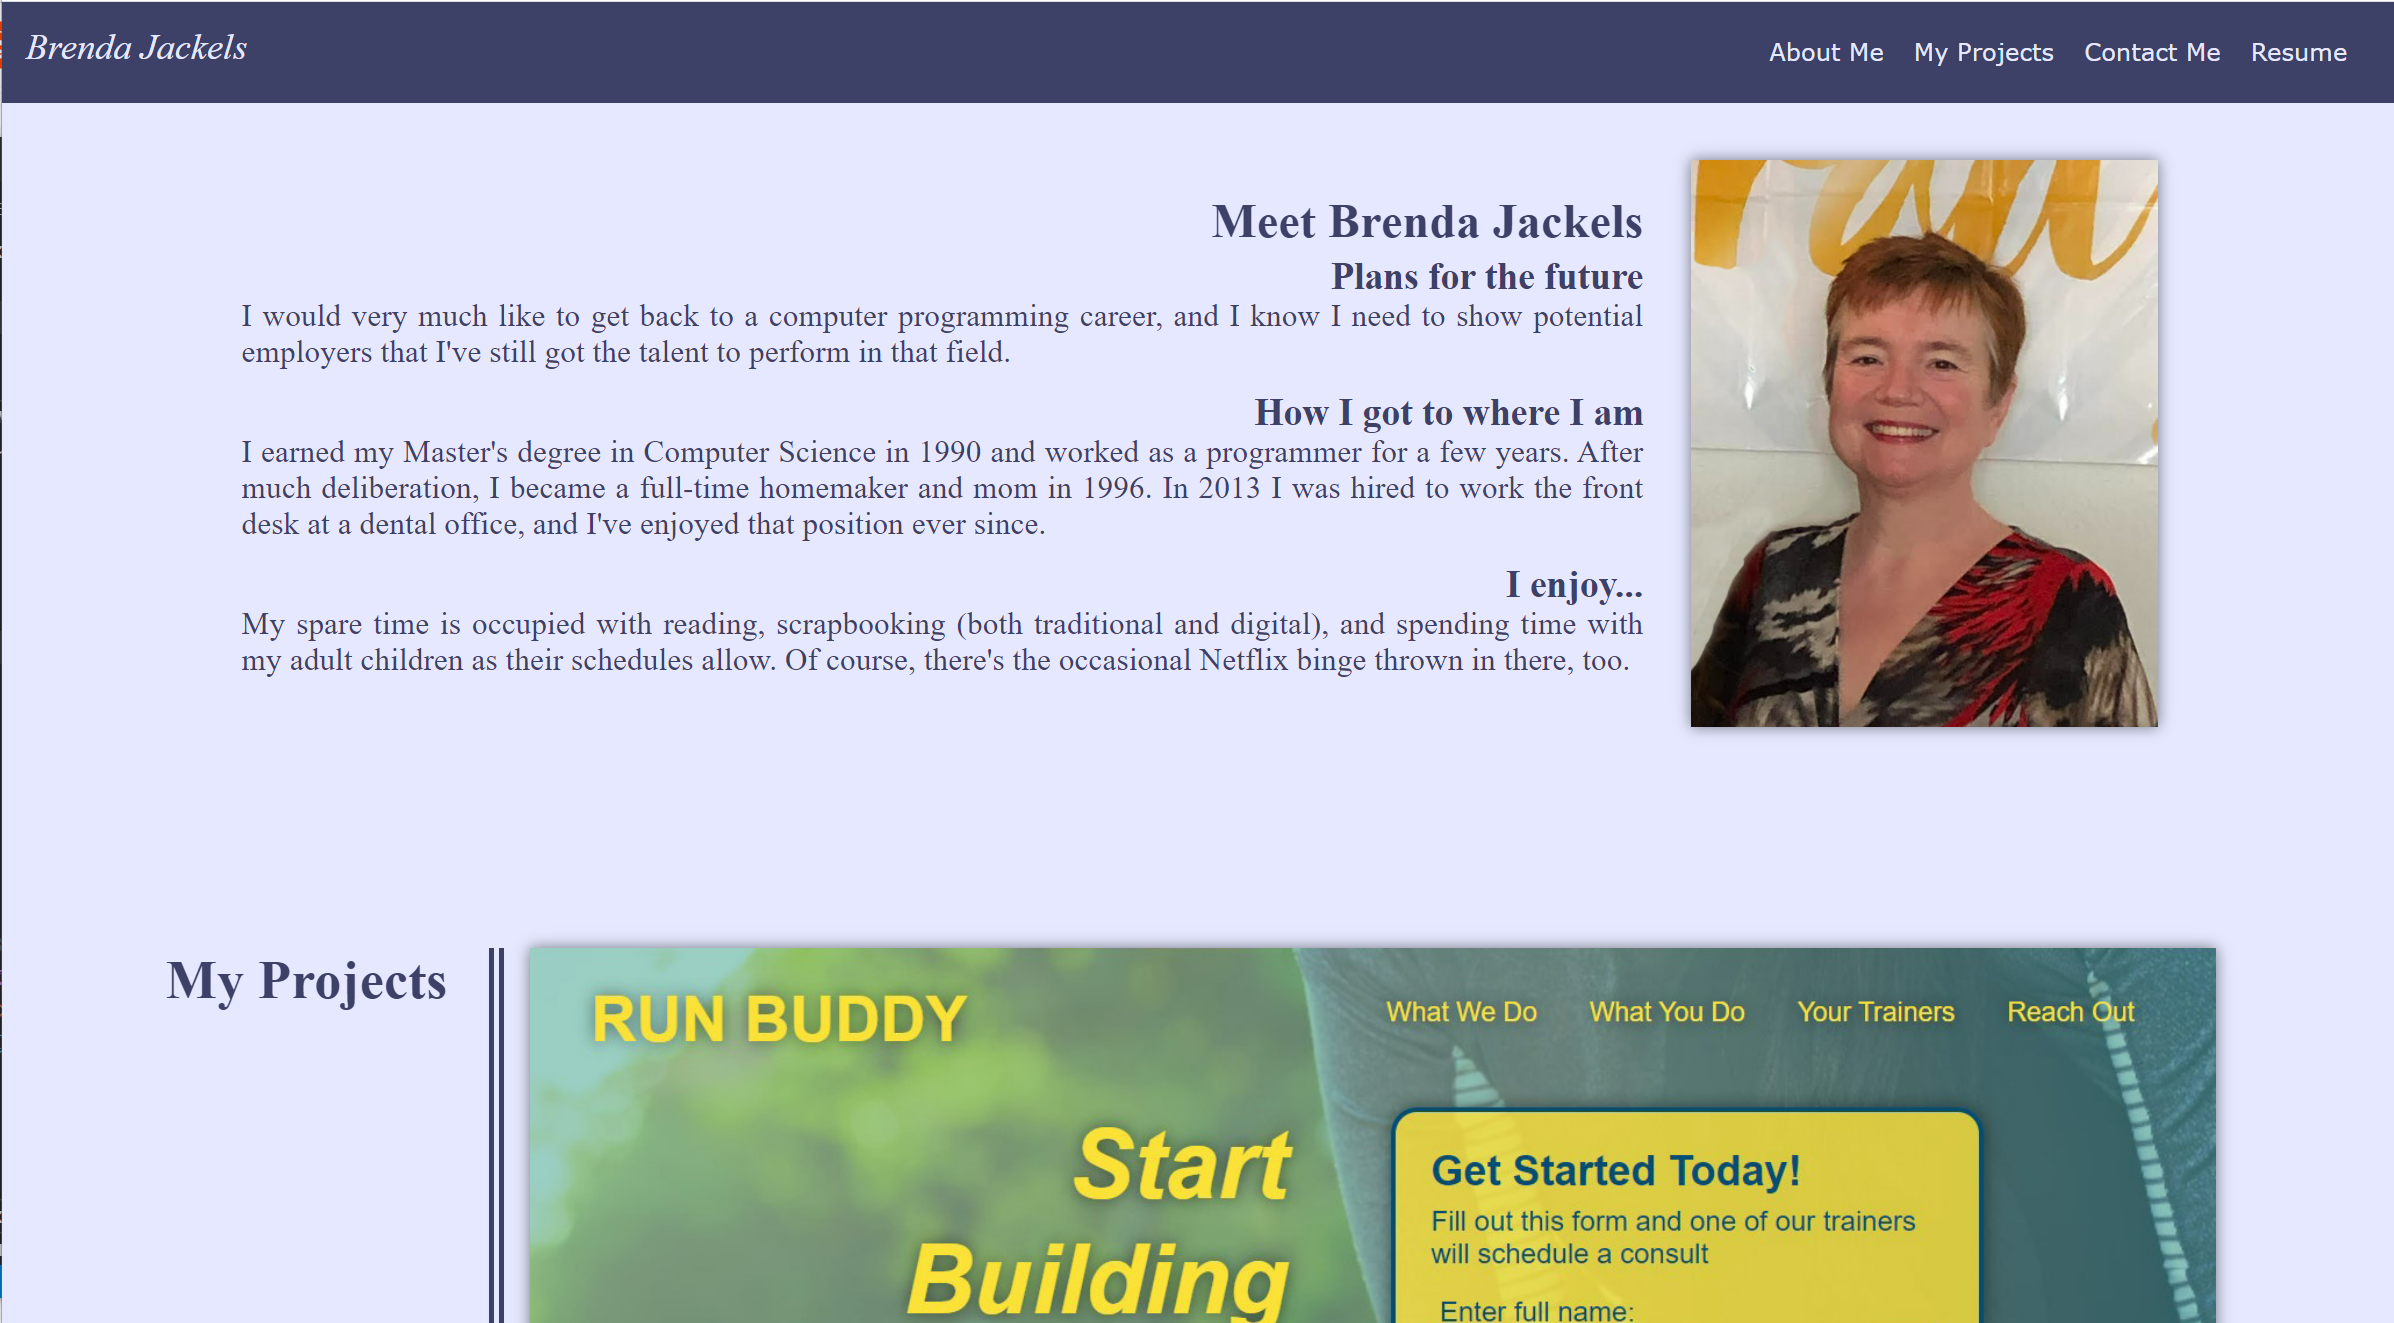 Brenda Jackels
About Me My Projects Contact Me Resume
Meet Brenda Jackels
Plans for the future
I would very much like to get back to a computer programming career, and I know I need to show potential
employers that I've still got the talent to perform in that field.
How I got to where I am
I earned my Master's degree in Computer Science in 1990 and worked as a programmer for a few years. After
much deliberation, I became a full-time homemaker and mom in 1996. In 2013 I was hired to work the front
desk at a dental office, and I've enjoyed that position ever since.
I enjoy...
My spare time is occupied with reading, scrapbooking (both traditional and digital), and spending time with
my adult children as their schedules allow. Of course, there's the occasional Netflix binge thrown in there, too.
My Projects
RUN BUDDY
What We Do What You Do Your Trainers Reach Out
Start
Building
Get Started Today!
Fill out this form and one of our trainers
will schedule a consult
Enter full name: